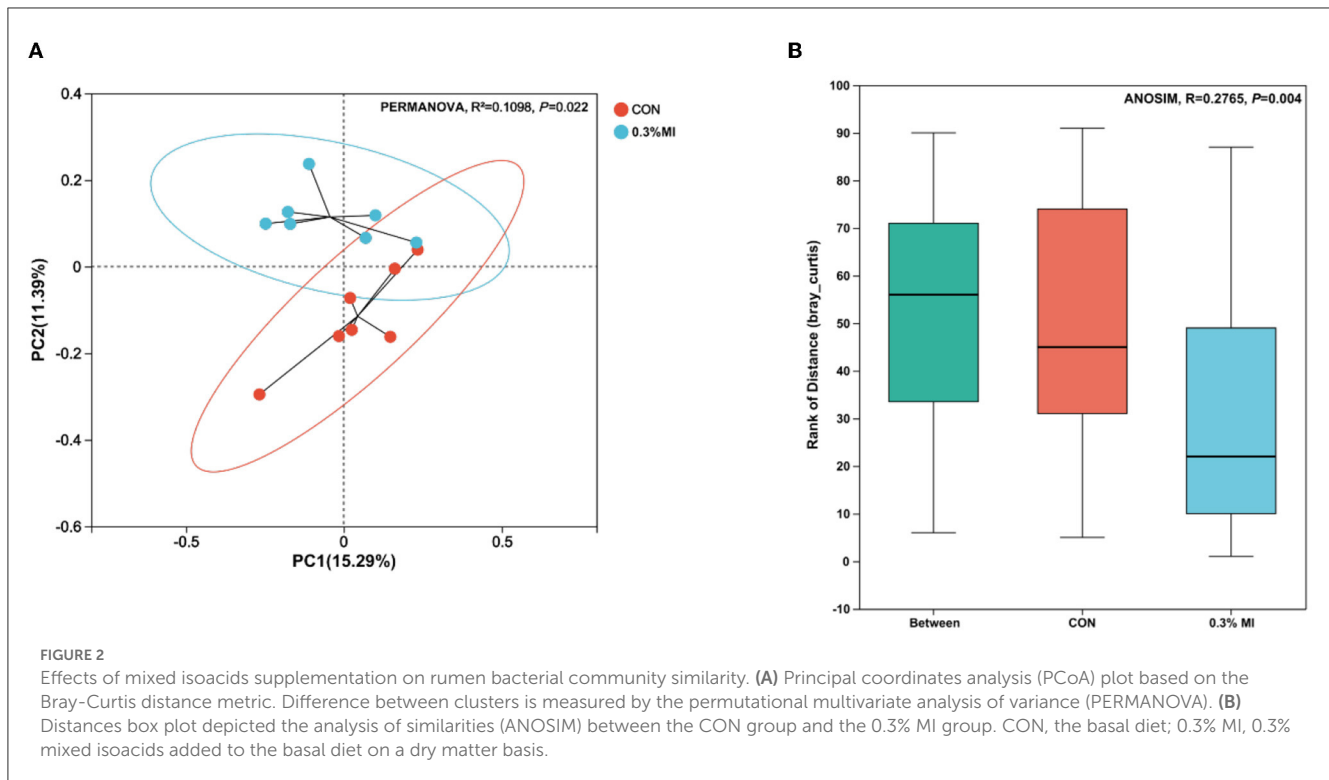 A
PERMANOVA, R²=0.1098, P=0.022
CON
0.3%MI
0.4
0.2
0
-0.2
-0.4
-0.6
PC2(11.39%)
-0.5
0
0.5
PC1(15.29%)
B
ANOSIM, R=0.2765, P=0.004
100
90
80
70
60
50
40
30
20
10
0
-10
Rank of Distance (bray_curtis)
Between
CON
0.3% MI
FIGURE 2
Effects of mixed isoacids supplementation on rumen bacterial community similarity. (A) Principal coordinates analysis (PCoA) plot based on the
Bray-Curtis distance metric. Difference between clusters is measured by the permutational multivariate analysis of variance (PERMANOVA). (B)
Distances box plot depicted the analysis of similarities (ANOSIM) between the CON group and the 0.3% MI group. CON, the basal diet; 0.3% MI, 0.3%
mixed isoacids added to the basal diet on a dry matter basis.